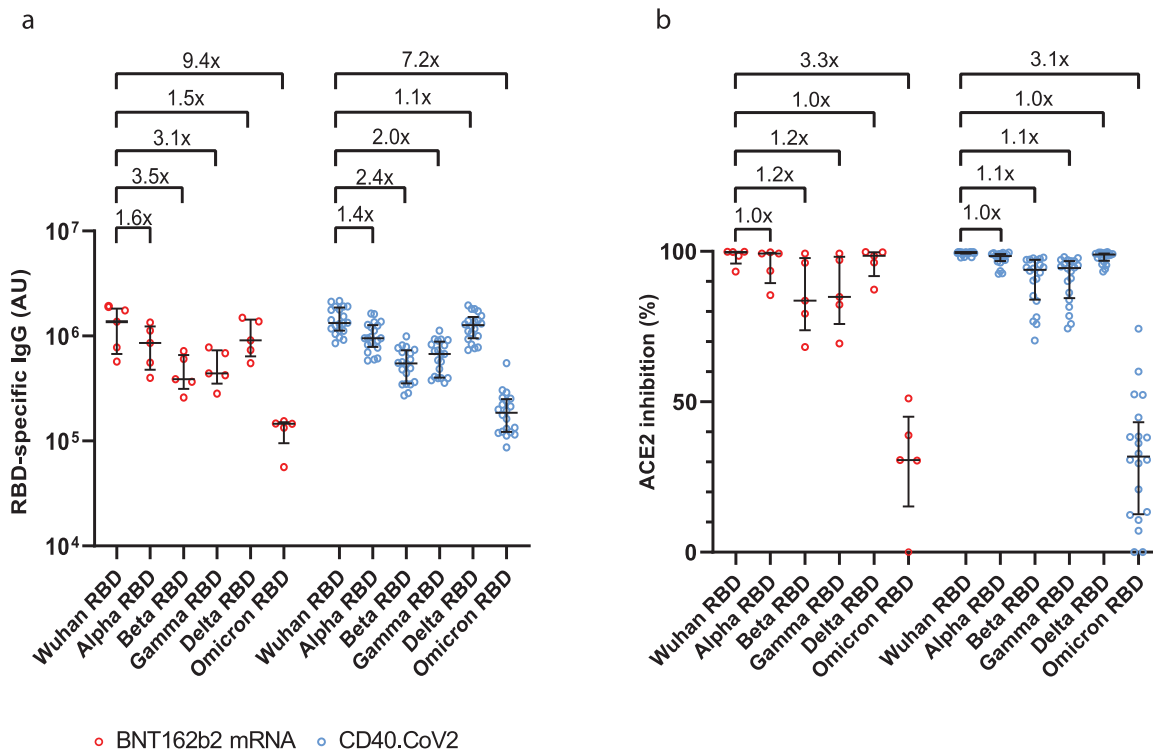 a
9.4x
1.5x
3.1x
3.5x
1.6x
7.2x
1.1x
2.0x
2.4x
1.4x
RBD-specific IgG (AU)
10⁷
10⁶
10⁵
10⁴
Wuhan RBD
Alpha RBD
Beta RBD
Gamma RBD
Delta RBD
Omicron RBD
Wuhan RBD
Alpha RBD
Beta RBD
Gamma RBD
Delta RBD
Omicron RBD
b
3.3x
1.0x
1.2x
1.2x
1.0x
3.1x
1.0x
1.1x
1.1x
1.0x
ACE2 inhibition (%)
100
50
0
Wuhan RBD
Alpha RBD
Beta RBD
Gamma RBD
Delta RBD
Omicron RBD
Wuhan RBD
Alpha RBD
Beta RBD
Gamma RBD
Delta RBD
Omicron RBD
BNT162b2 mRNA
CD40.CoV2